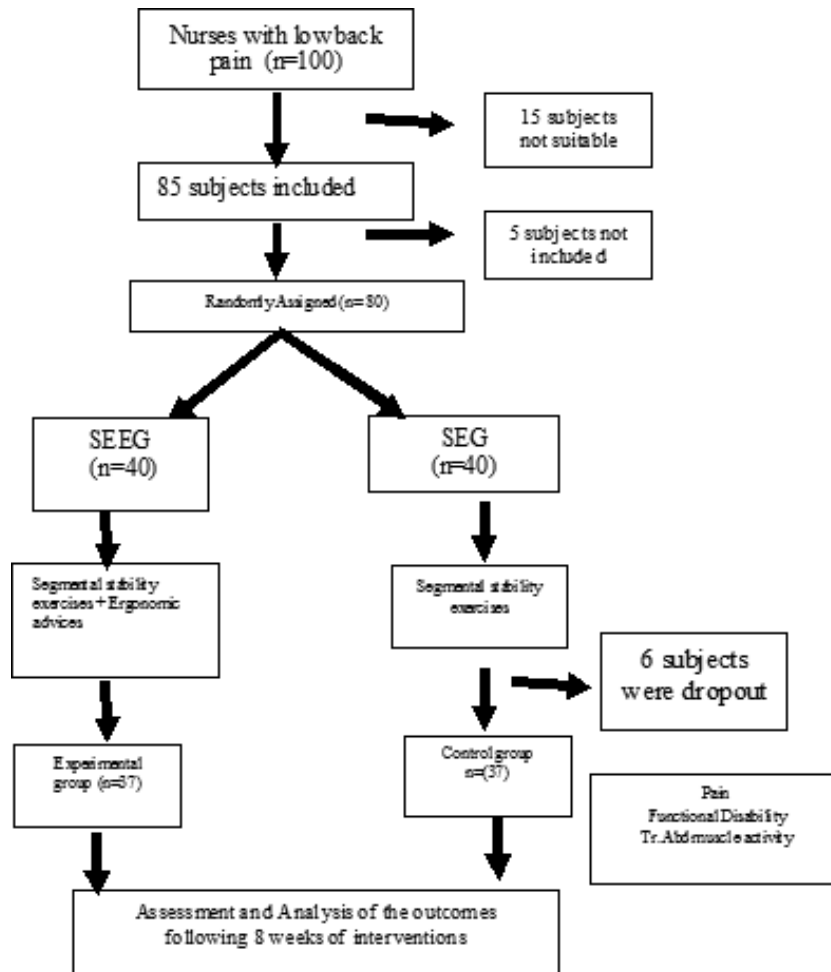 Nurses with low back
pain (n=100)
15 subjects
not suitable
85 subjects included
5 subjects not
included
Randomly Assigned (n=80)
SEEG
(n=40)
SEG
(n=40)
Segmental stability
exercises + Ergonomic
advices
Segmental stability
exercises
6 subjects
were dropout
Experimental
group (n=37)
Control group
n=(37)
Pain
Functional Disability
Tr. Abd muscle activity
Assessment and Analysis of the outcomes
following 8 weeks of interventions